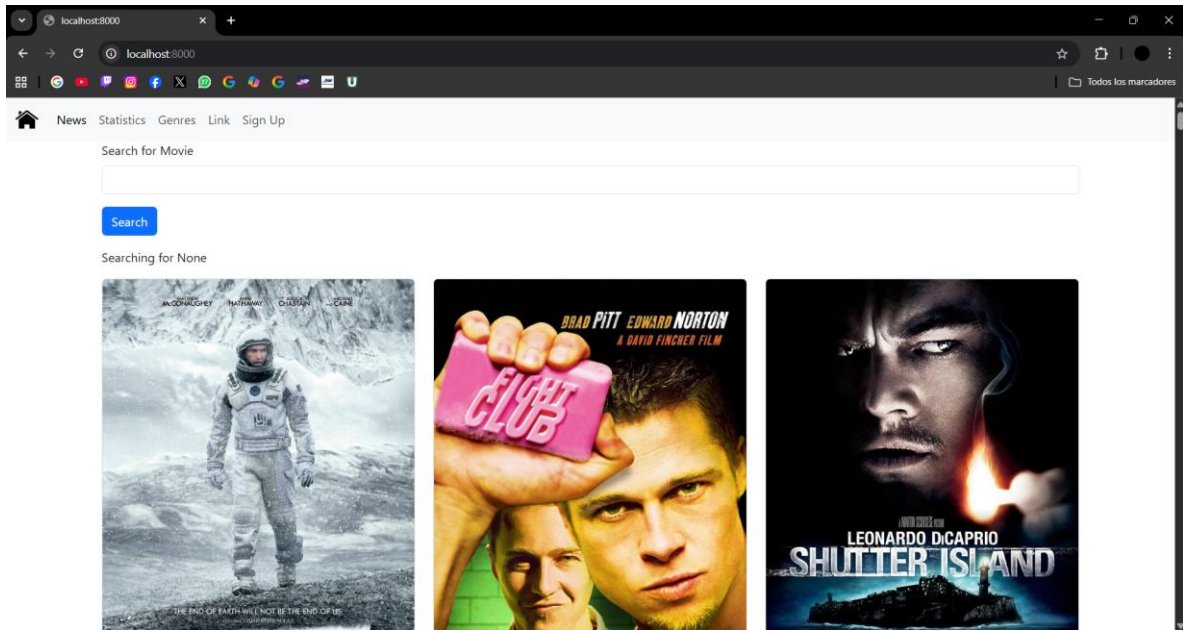 localhost:8000
localhost:8000
Todos los marcadores
News Statistics Genres Link Sign Up
Search for Movie
Search
Searching for None
McCONAUGHEY HATHAWAY CHASTAIN CAINE
THE END OF EARTH WILL NOT BE THE END OF US
BRAD PITT EDWARD NORTON
A DAVID FINCHER FILM
FIGHT
CLUB
LEONARDO DiCAPRIO
SHUTTER ISLAND